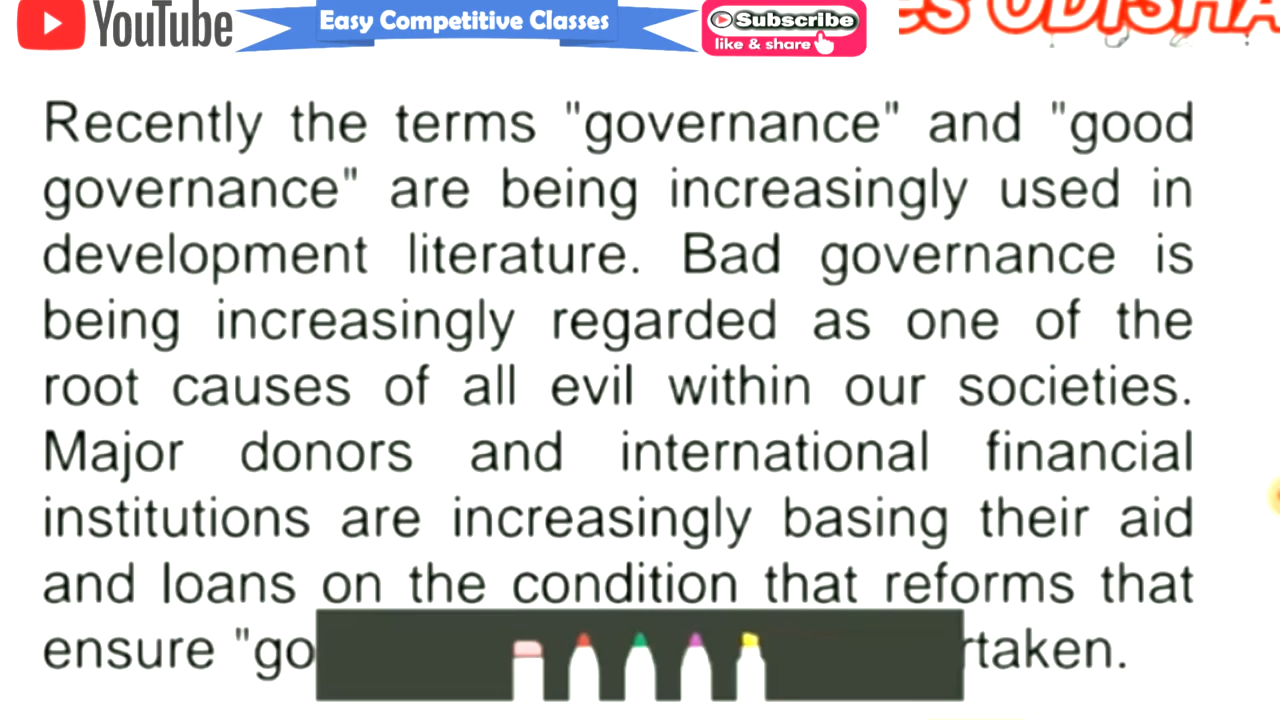 YouTube
Easy Competitive Classes
Subscribe
like & share
ODISHA
Recently the terms "governance" and "good
governance" are being increasingly used in
development literature. Bad governance is
being increasingly regarded as one of the
root causes of all evil within our societies.
Major donors and international financial
institutions are increasingly basing their aid
and loans on the condition that reforms that
ensure